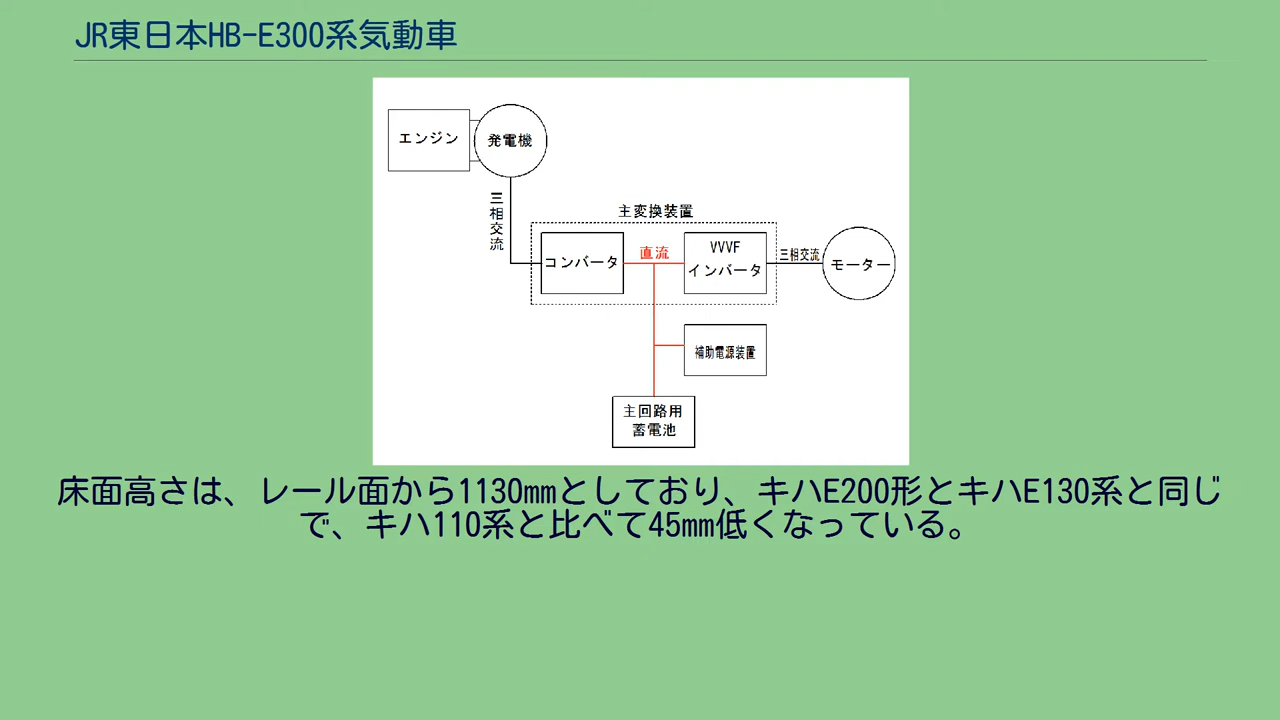 JR東日本HB-E300系気動車
エンジン
発電機
三相交流
主変換装置
コンバータ
直流
VVVF
インバータ
三相交流
モーター
補助電源装置
主回路用
蓄電池
床面高さは、レール面から1130mmとしており、キハE200形とキハE130系と同じ
で、キハ110系と比べて45mm低くなっている。